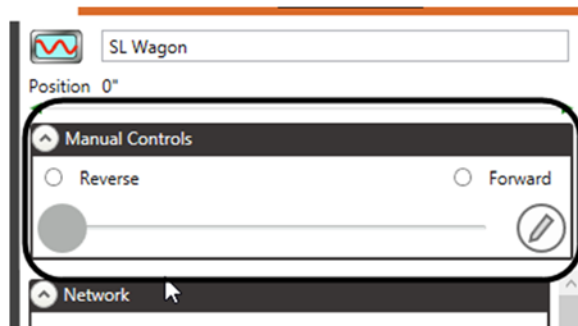 SL Wagon
Position 0"
Manual Controls
Reverse Forward
Network